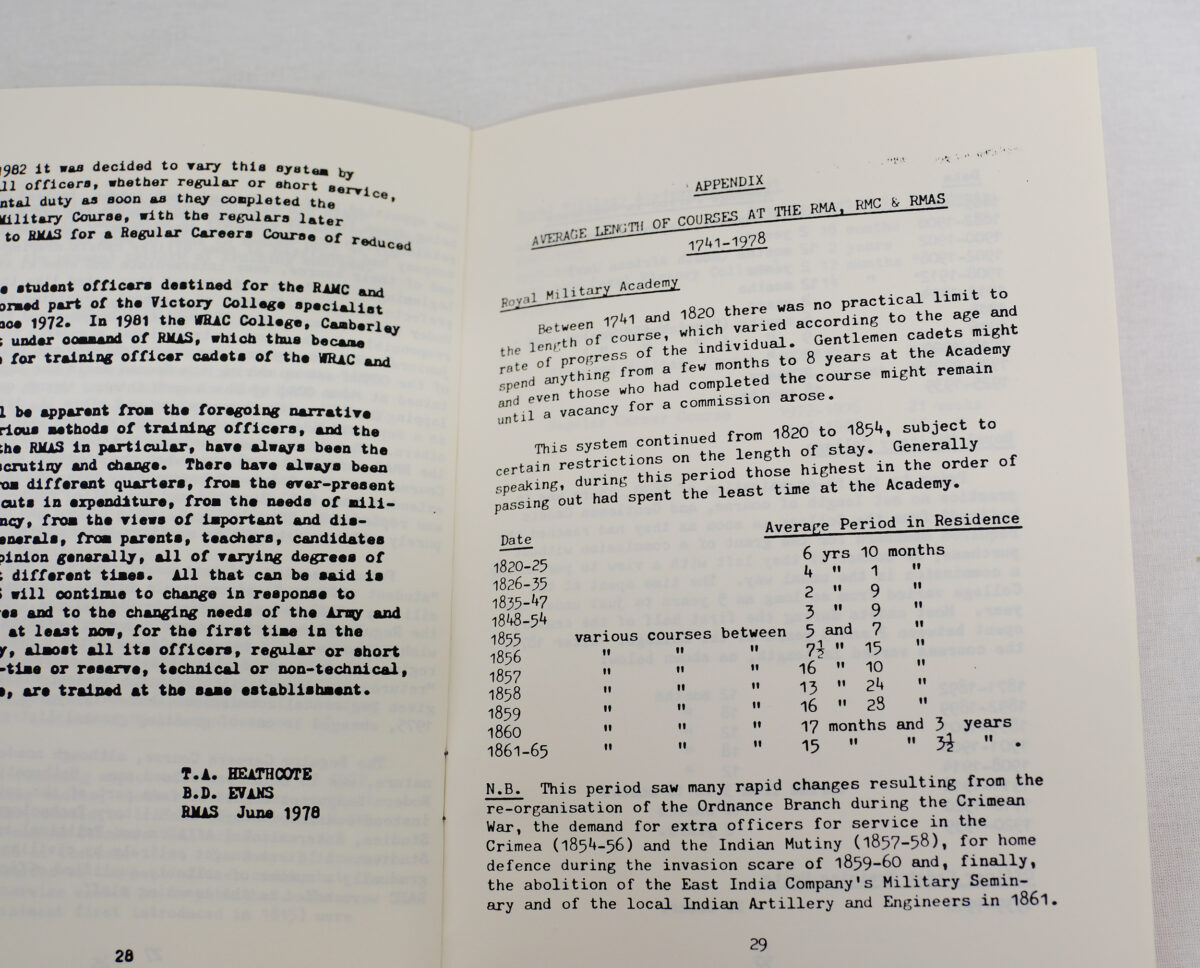 1982 it was decided to vary this system by
all officers, whether regular or short service,
duty as soon as they completed the
Military Course, with the regulars later
to RMAS for a Regular Careers Course of reduced
student officers destined for the RAMC and
formed part of the Victory College specialist
1972. In 1981 the WRAC College, Camberley
under command of RMAS, which thus became
for training officer cadets of the WRAC and
be apparent from the foregoing narrative
methods of training officers, and the
the RMAS in particular, have always been the
scrutiny and change. There have always been
from different quarters, from the ever-present
cuts in expenditure, from the needs of mili-
from the views of important and dis-
from parents, teachers, candidates
generally, all of varying degrees of
different times. All that can be said is
will continue to change in response to
and to the changing needs of the Army and
at least now, for the first time in the
almost all its officers, regular or short
-time or reserve, technical or non-technical,
are trained at the same establishment.
T.A. HEATHCOTE
B.D. EVANS
RMAS June 1978
28
APPENDIX
AVERAGE LENGTH OF COURSES AT THE RMA, RMC & RMAS
1741-1978
Royal Military Academy
Between 1741 and 1820 there was no practical limit to
the length of course, which varied according to the age and
rate of progress of the individual. Gentlemen cadets might
spend anything from a few months to 8 years at the Academy
and even those who had completed the course might remain
until a vacancy for a commission arose.
This system continued from 1820 to 1854, subject to
certain restrictions on the length of stay. Generally
speaking, during this period those highest in the order of
passing out had spent the least time at the Academy.
Date Average Period in Residence
1820-25 6 yrs 10 months
1826-35 4 " 1 "
1835-47 2 " 9 "
1848-54 3 " 9 "
1855 various courses between 5 and 7 "
1856 " " " 7½ " 15 "
1857 " " " 16 " 10 "
1858 " " " 13 " 24 "
1859 " " " 16 " 28 "
1860 " " " 17 months and 3 years
1861-65 " " " 15 " " 3½ " .
N.B. This period saw many rapid changes resulting from the
re-organisation of the Ordnance Branch during the Crimean
War, the demand for extra officers for service in the
Crimea (1854-56) and the Indian Mutiny (1857-58), for home
defence during the invasion scare of 1859-60 and, finally,
the abolition of the East India Company's Military Semin-
ary and of the local Indian Artillery and Engineers in 1861.
29